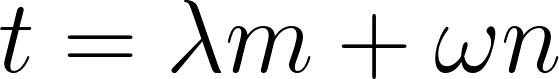 t = λm + ωn